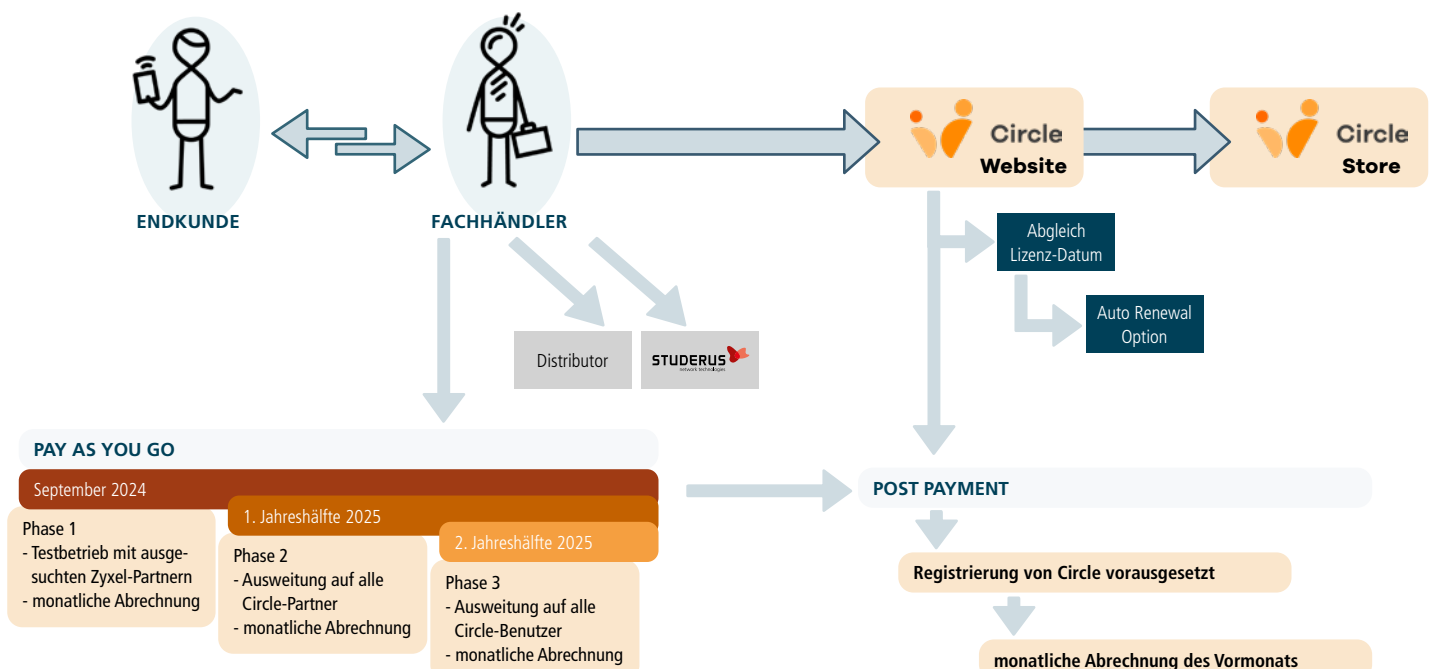 Circle
Website
Circle
Store
ENDKUNDE
FACHHÄNDLER
Abgleich
Lizenz-Datum
Auto Renewal
Option
Distributor
STUDERUS
network technologies
PAY AS YOU GO
September 2024
1. Jahreshälfte 2025
2. Jahreshälfte 2025
Phase 1
- Testbetrieb mit ausge-
suchten Zyxel-Partnern
- monatliche Abrechnung
Phase 2
- Ausweitung auf alle
Circle-Partner
- monatliche Abrechnung
Phase 3
- Ausweitung auf alle
Circle-Benutzer
- monatliche Abrechnung
POST PAYMENT
Registrierung von Circle vorausgesetzt
monatliche Abrechnung des Vormonats